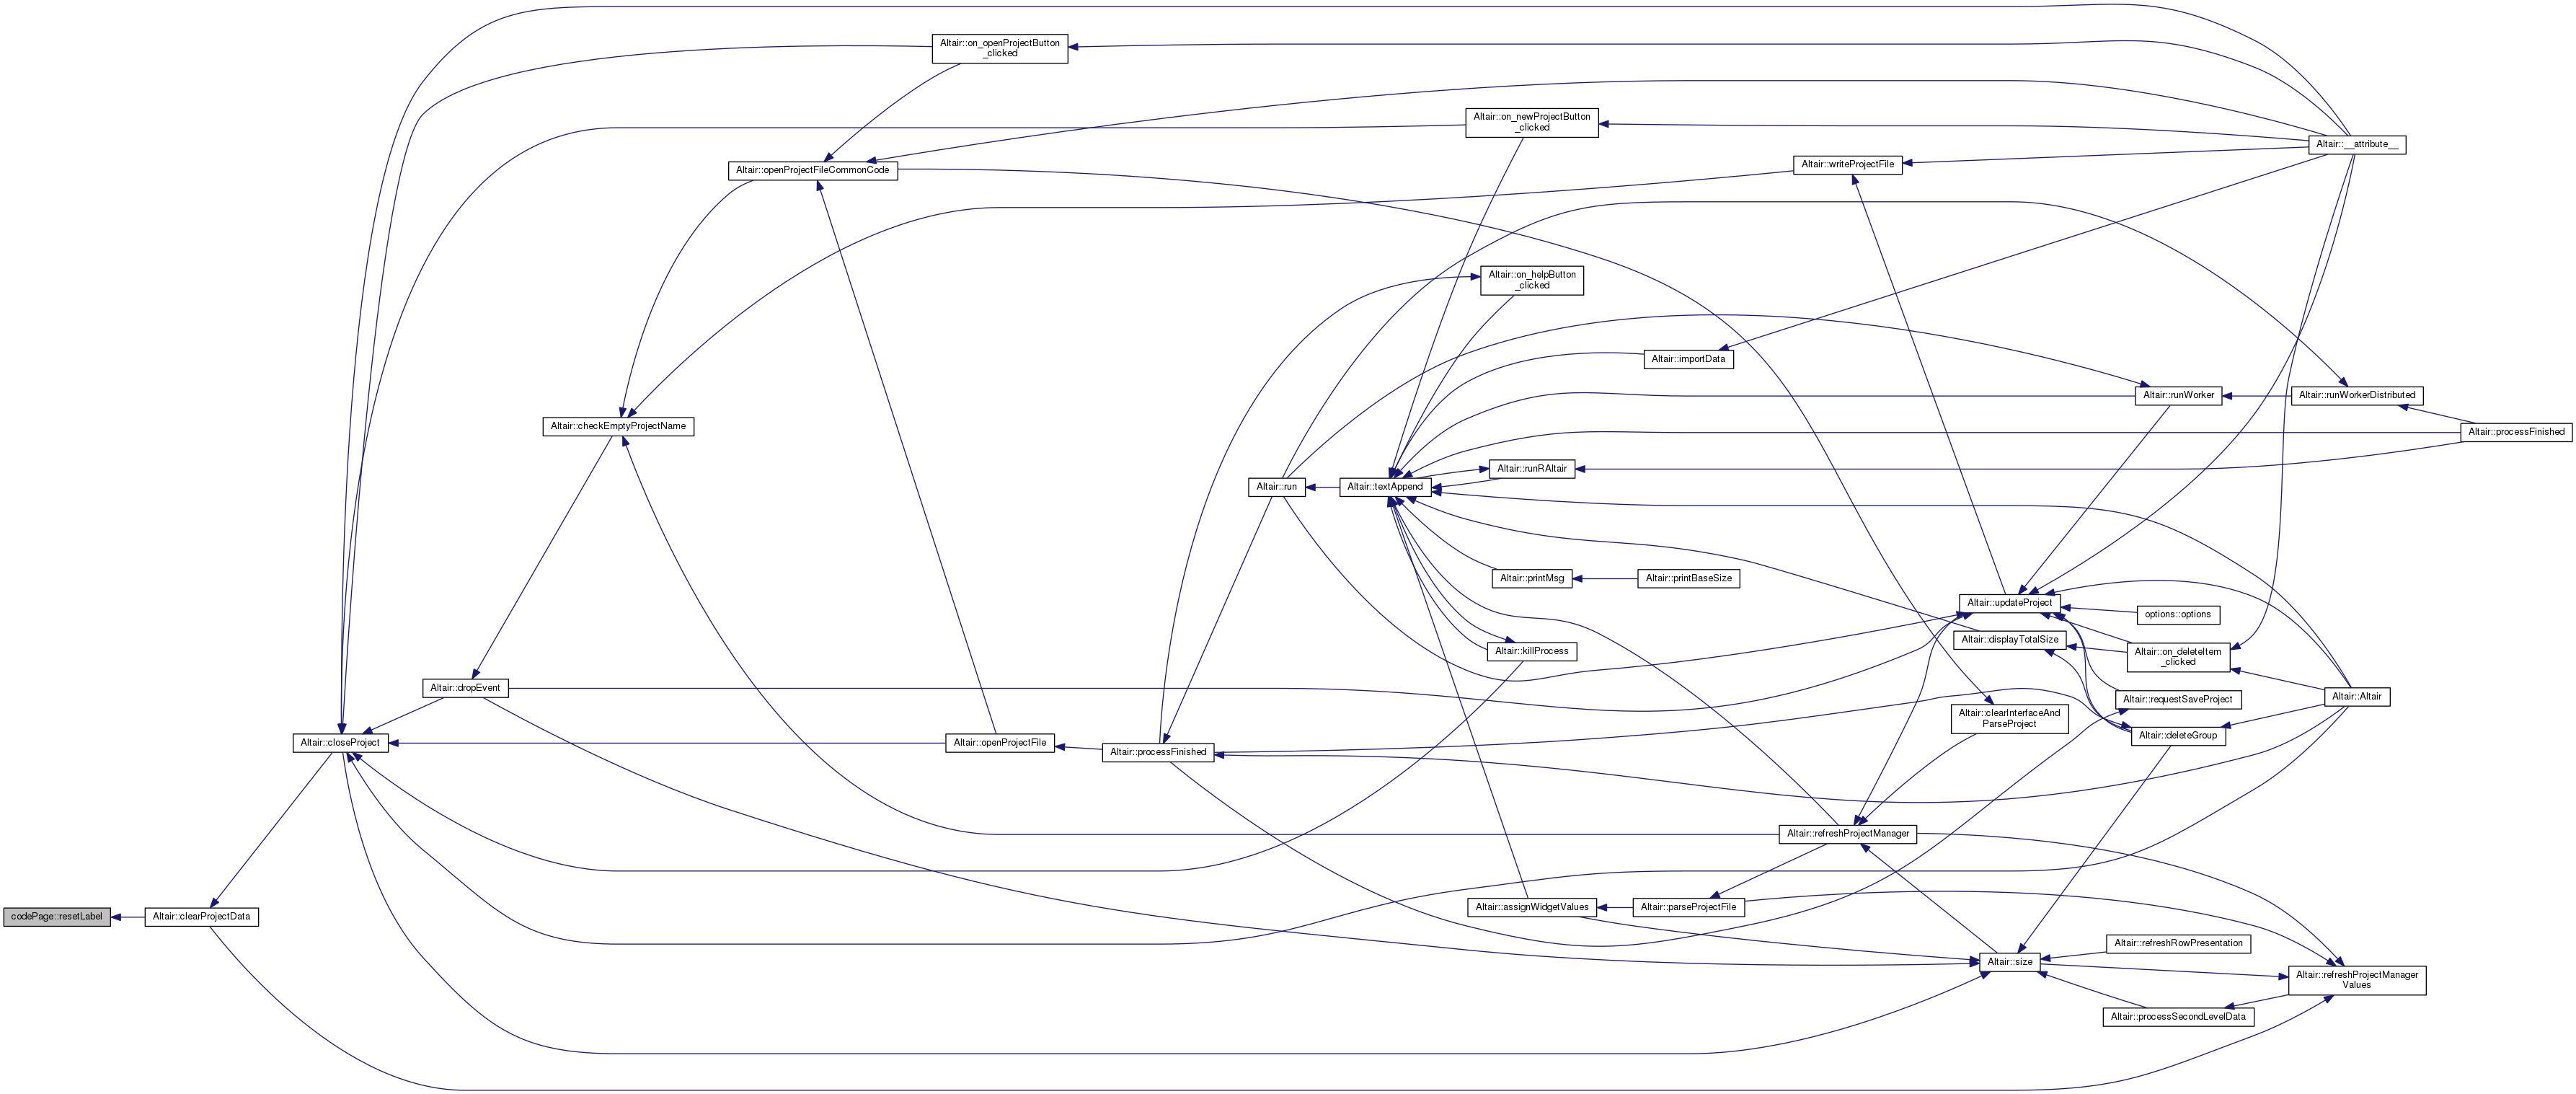 Altair::on_openProjectButton
_clicked
Altair::on_newProjectButton
_clicked
Altair::__attribute__
Altair::writeProjectFile
Altair::openProjectFileCommonCode
Altair::on_helpButton
_clicked
Altair::importData
Altair::runWorker
Altair::runWorkerDistributed
Altair::checkEmptyProjectName
Altair::processFinished
Altair::runRAltair
Altair::run
Altair::textAppend
Altair::printMsg
Altair::printBaseSize
Altair::updateProject
options::options
Altair::displayTotalSize
Altair::killProcess
Altair::on_deleteItem
_clicked
Altair::dropEvent
Altair::requestSaveProject
Altair::Altair
Altair::clearInterfaceAnd
ParseProject
Altair::deleteGroup
Altair::closeProject
Altair::openProjectFile
Altair::processFinished
Altair::refreshProjectManager
codePage::resetLabel
Altair::clearProjectData
Altair::assignWidgetValues
Altair::parseProjectFile
Altair::refreshRowPresentation
Altair::size
Altair::refreshProjectManager
Values
Altair::processSecondLevelData